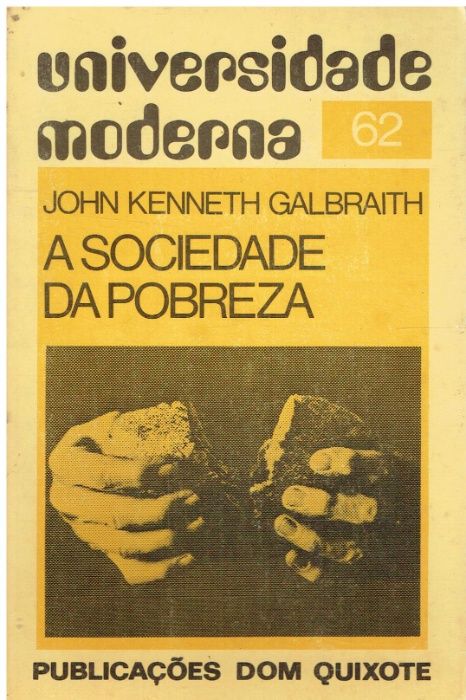 universidade
moderna 62
JOHN KENNETH GALBRAITH
A SOCIEDADE
DA POBREZA
PUBLICAÇÕES DOM QUIXOTE